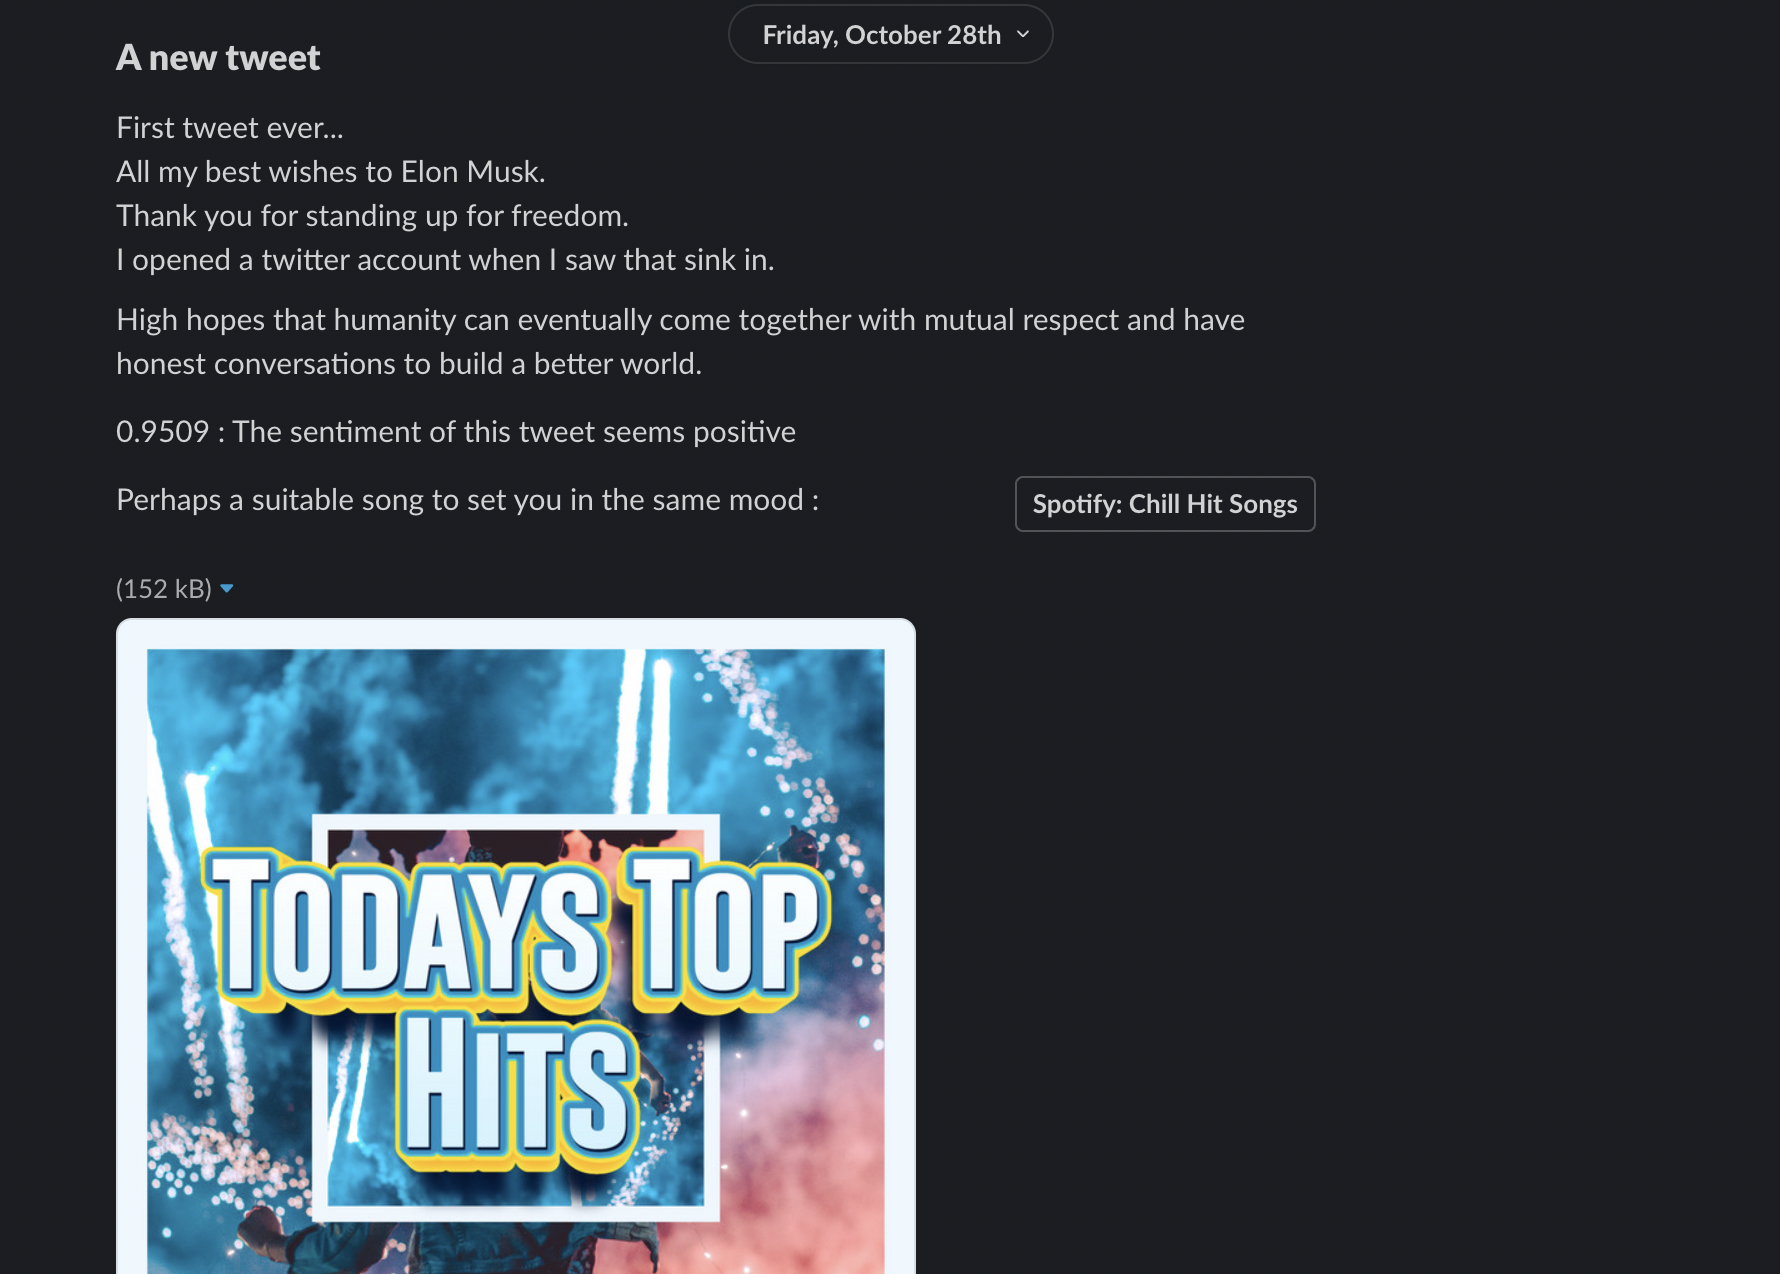 Friday, October 28th
A new tweet
First tweet ever...
All my best wishes to Elon Musk.
Thank you for standing up for freedom.
I opened a twitter account when I saw that sink in.
High hopes that humanity can eventually come together with mutual respect and have
honest conversations to build a better world.
0.9509 : The sentiment of this tweet seems positive
Perhaps a suitable song to set you in the same mood :
Spotify: Chill Hit Songs
(152 kB)
TODAYS TOP
HITS